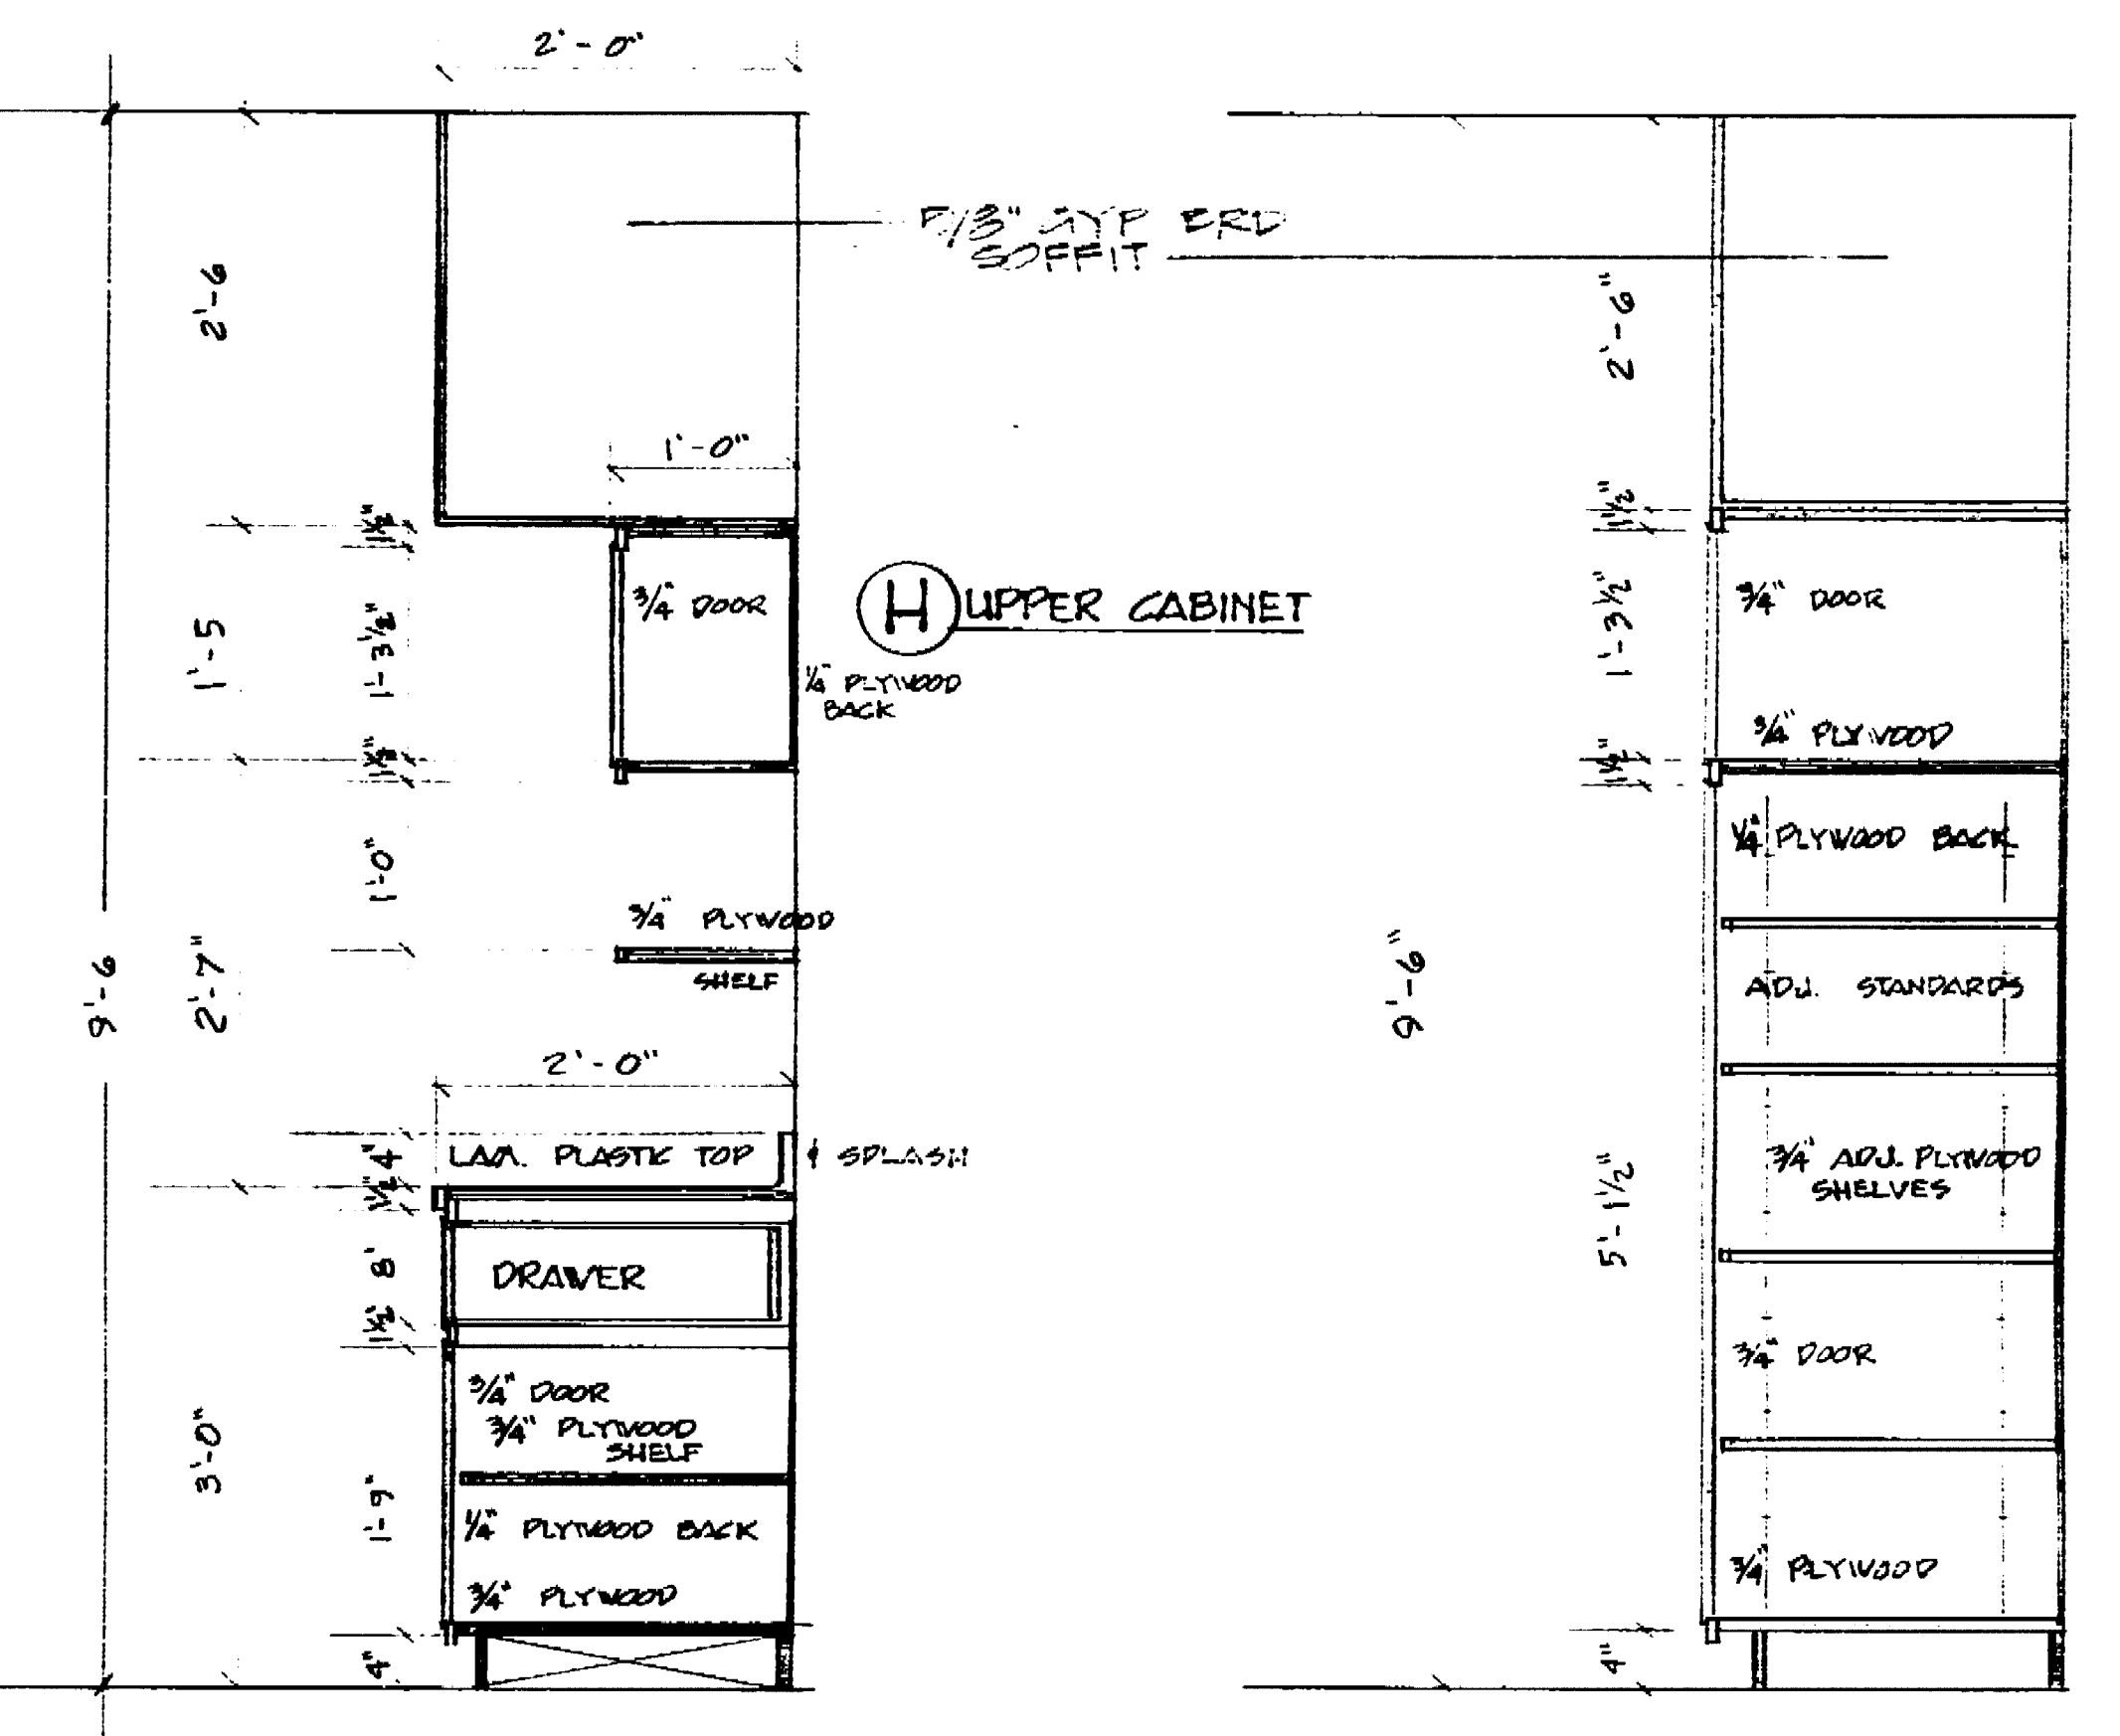 2'-0"
5/8" GYP BRD
SOFFIT
2'-6
2'-6"
1'-0"
1½"
1½"
3/4" DOOR
H UPPER CABINET
3/4" DOOR
1'-5
1'-3½"
1'-3½"
1/4" PLYWOOD
BACK
3/4" PLYWOOD
1½"
1½"
1/4" PLYWOOD BACK
1'-0"
3/4" PLYWOOD
SHELF
9'-6
2'-7"
9'-6"
ADJ. STANDARDS
2'-0"
4"
LAM. PLASTIC TOP & SPLASH
3/4" ADJ. PLYWOOD
SHELVES
1½"
5'-1½"
8"
DRAWER
1½"
3/4" DOOR
3/4" DOOR
3/4" PLYWOOD
SHELF
3'-0"
1'-9"
1/4" PLYWOOD BACK
3/4" PLYWOOD
3/4" PLYWOOD
4"
4"